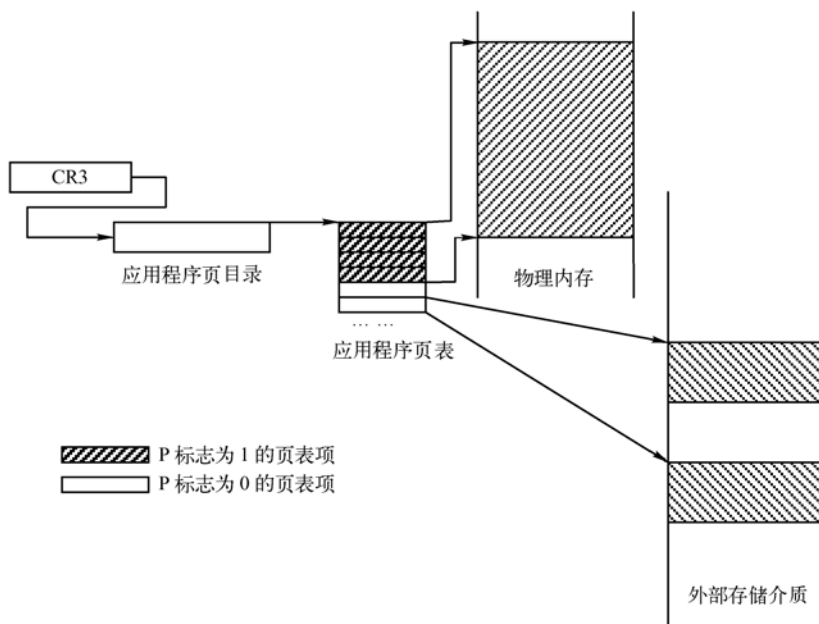 CR3
应用程序页目录
物理内存
… …
应用程序页表
P 标志为 1 的页表项
P 标志为 0 的页表项
外部存储介质